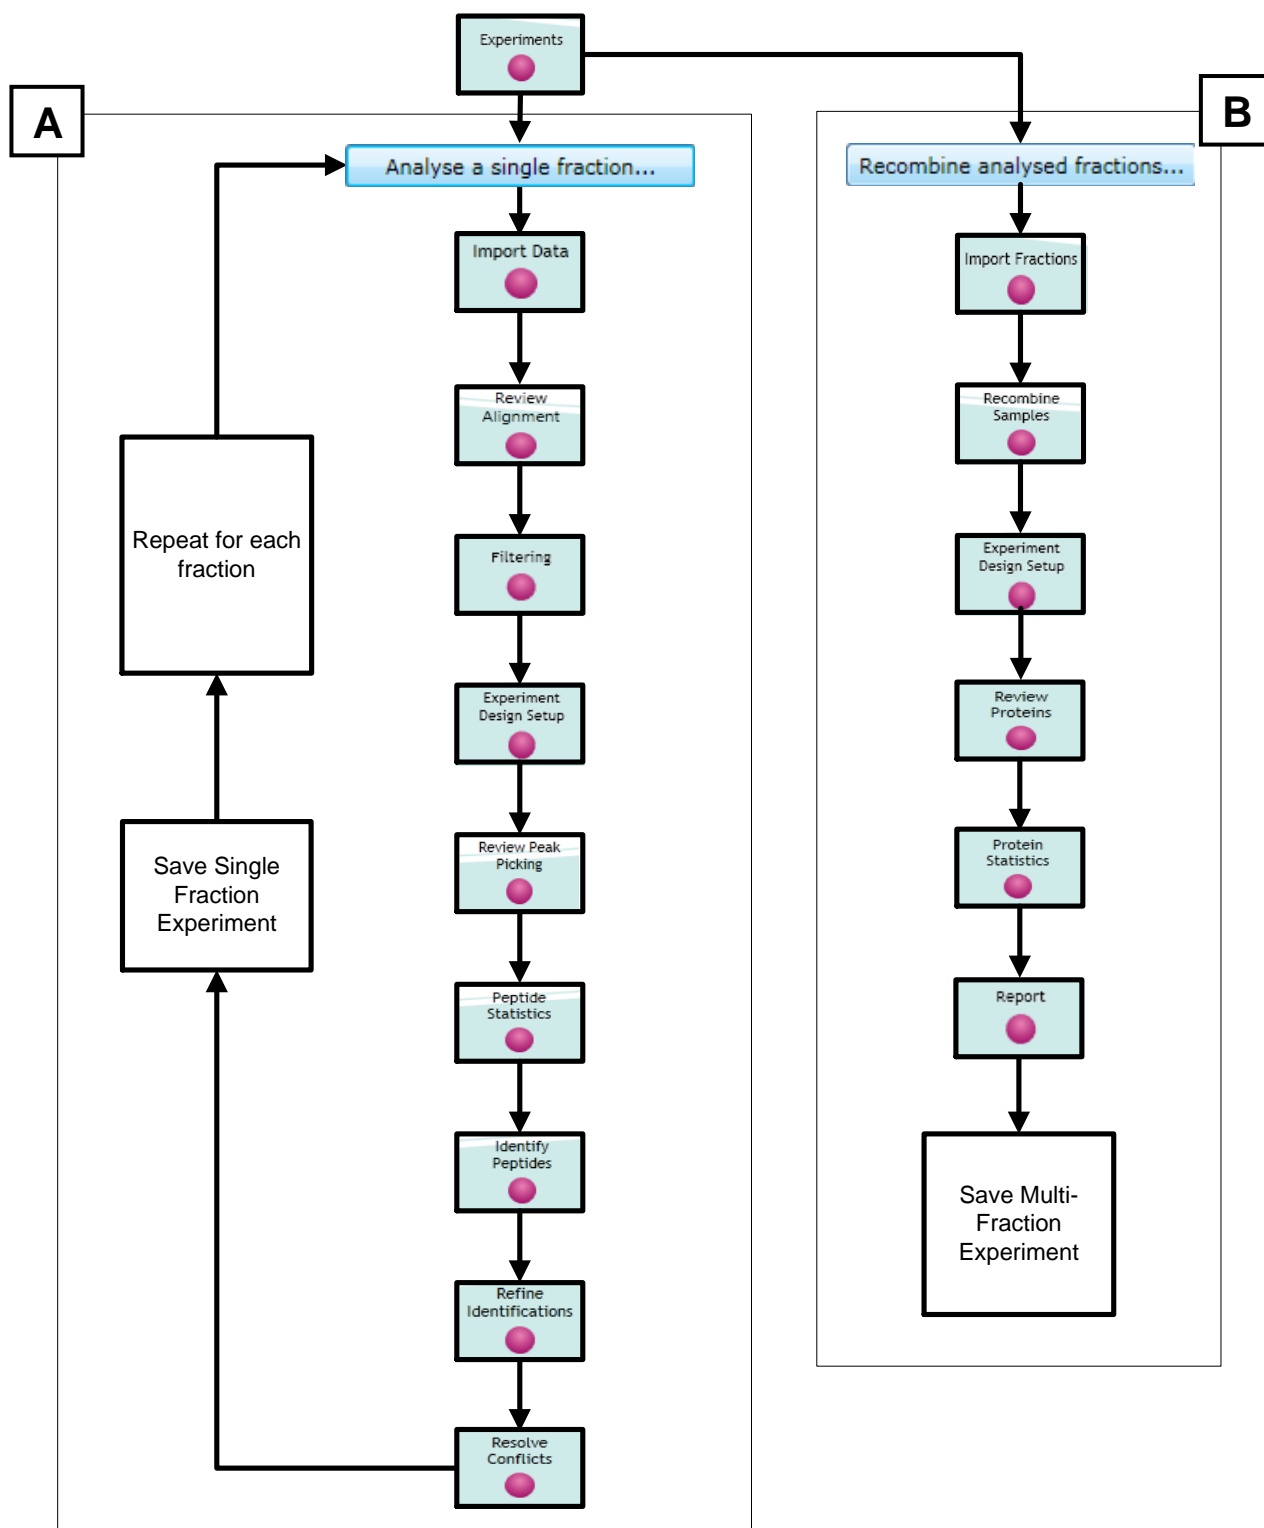 Experiments
A
B
Analyse a single fraction...
Import Data
Review
Alignment
Filtering
Experiment
Design Setup
Review Peak
Picking
Peptide
Statistics
Identify
Peptides
Refine
Identifications
Resolve
Conflicts
Save Single
Fraction
Experiment
Repeat for each
fraction
Recombine analysed fractions...
Import Fractions
Recombine
Samples
Experiment
Design Setup
Review
Proteins
Protein
Statistics
Report
Save Multi-
Fraction
Experiment